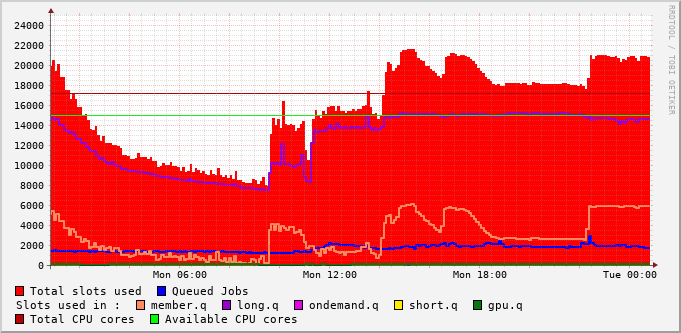 RRDTOOL / TOBI OETIKER
24000
22000
20000
18000
16000
14000
12000
10000
8000
6000
4000
2000
0
Mon 06:00 Mon 12:00 Mon 18:00 Tue 00:00
Total slots used Queued Jobs
Slots used in : member.q long.q ondemand.q short.q gpu.q
Total CPU cores Available CPU cores